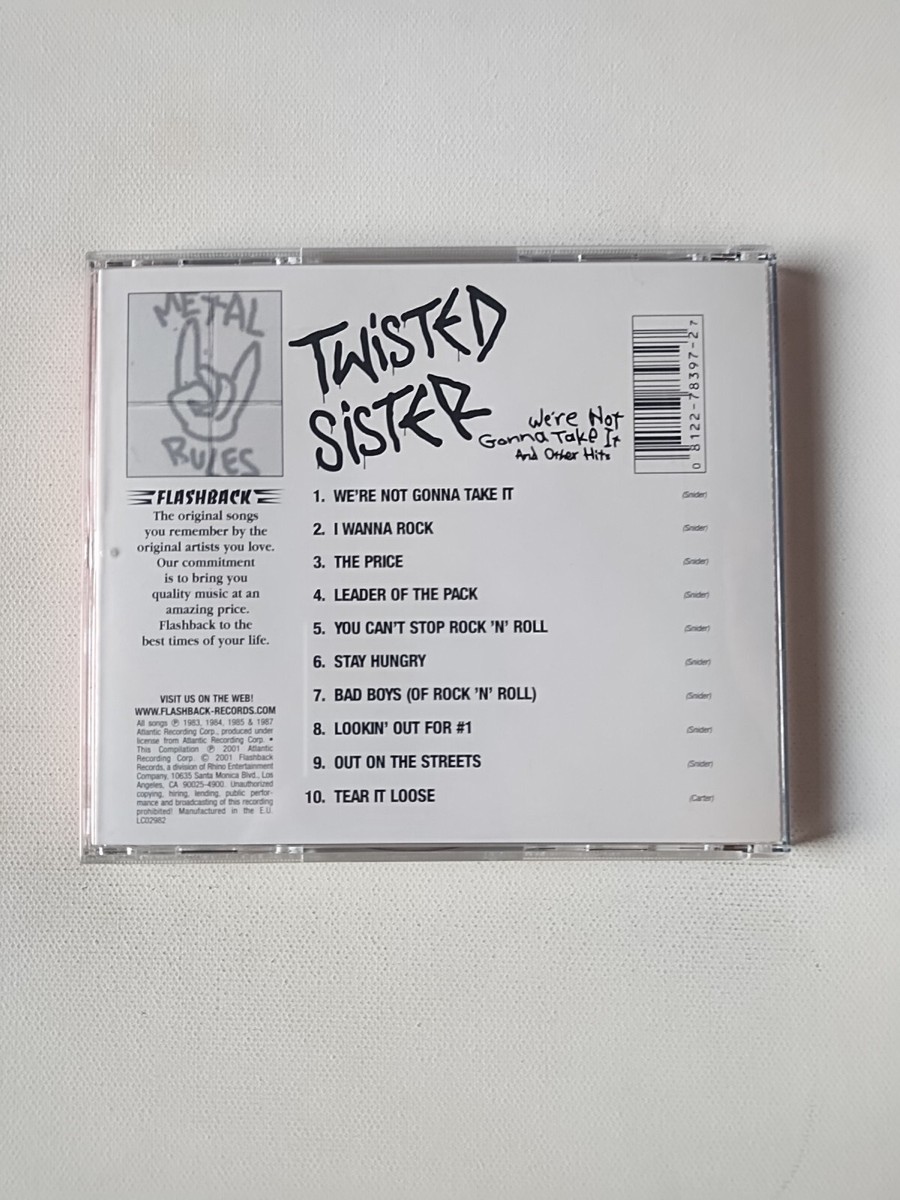 METAL
RULES
TWiSTED
SiSTER
We're Not
Gonna Take It
And Other Hits
0 8122-78397-2 7
FLASHBACK
The original songs
you remember by the
original artists you love.
Our commitment
is to bring you
quality music at an
amazing price.
Flashback to the
best times of your life.
VISIT US ON THE WEB!
WWW.FLASHBACK-RECORDS.COM
All songs ℗ 1983, 1984, 1985 & 1987
Atlantic Recording Corp., produced under
license from Atlantic Recording Corp. •
This Compilation ℗ 2001 Atlantic
Recording Corp. © 2001 Flashback
Records, a division of Rhino Entertainment
Company, 10635 Santa Monica Blvd., Los
Angeles, CA 90025-4900. Unauthorized
copying, hiring, lending, public perfor-
mance and broadcasting of this recording
prohibited! Manufactured in the E.U.
LC02982
1. WE'RE NOT GONNA TAKE IT (Snider)
2. I WANNA ROCK (Snider)
3. THE PRICE (Snider)
4. LEADER OF THE PACK (Snider)
5. YOU CAN'T STOP ROCK 'N' ROLL (Snider)
6. STAY HUNGRY (Snider)
7. BAD BOYS (OF ROCK 'N' ROLL) (Snider)
8. LOOKIN' OUT FOR #1 (Snider)
9. OUT ON THE STREETS (Snider)
10. TEAR IT LOOSE (Carter)